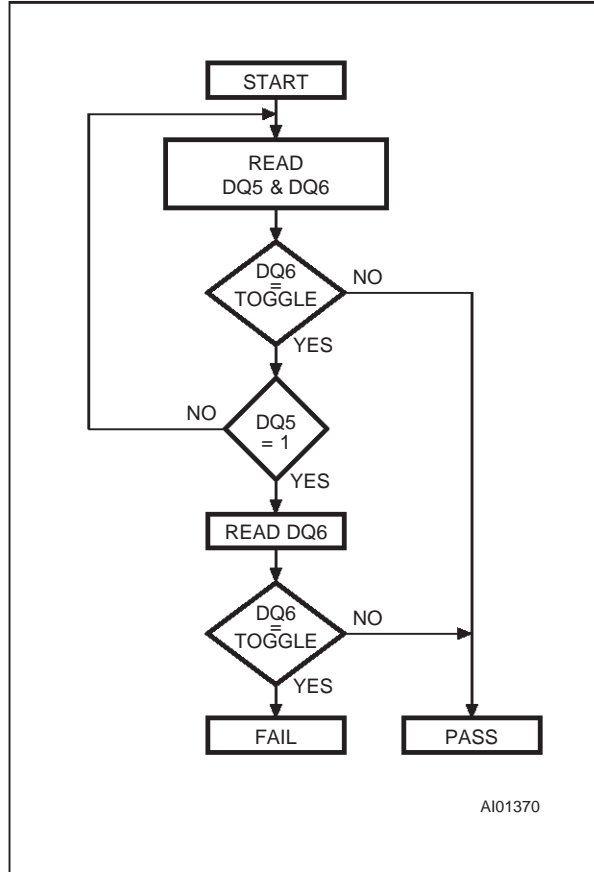 START
READ
DQ5 & DQ6
DQ6
=
TOGGLE
NO
YES
NO
DQ5
= 1
YES
READ DQ6
DQ6
=
TOGGLE
NO
YES
FAIL
PASS
AI01370